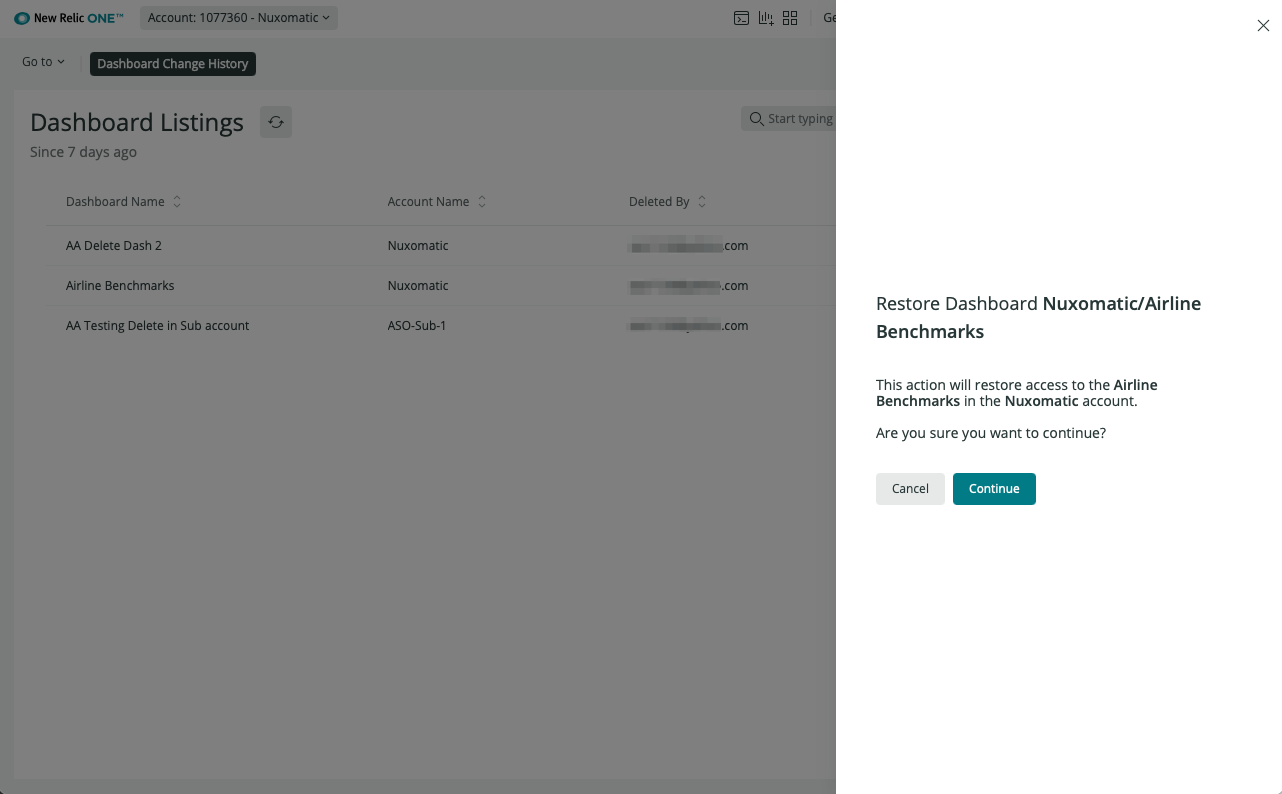 New Relic ONE™
Account: 1077360 - Nuxomatic
Ge
Go to
Dashboard Change History
Dashboard Listings
Start typing
Since 7 days ago
Dashboard Name
Account Name
Deleted By
AA Delete Dash 2
Nuxomatic
.com
Airline Benchmarks
Nuxomatic
.com
AA Testing Delete in Sub account
ASO-Sub-1
.com
Restore Dashboard Nuxomatic/Airline
Benchmarks
This action will restore access to the Airline
Benchmarks in the Nuxomatic account.
Are you sure you want to continue?
Cancel
Continue